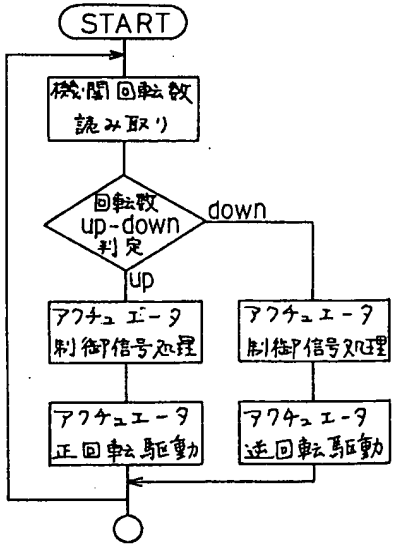 START
機関回転数
読み取り
回転数
up-down
判定
down
up
アクチュエータ
制御信号処理
アクチュエータ
制御信号処理
アクチュエータ
正回転駆動
アクチュエータ
逆回転駆動